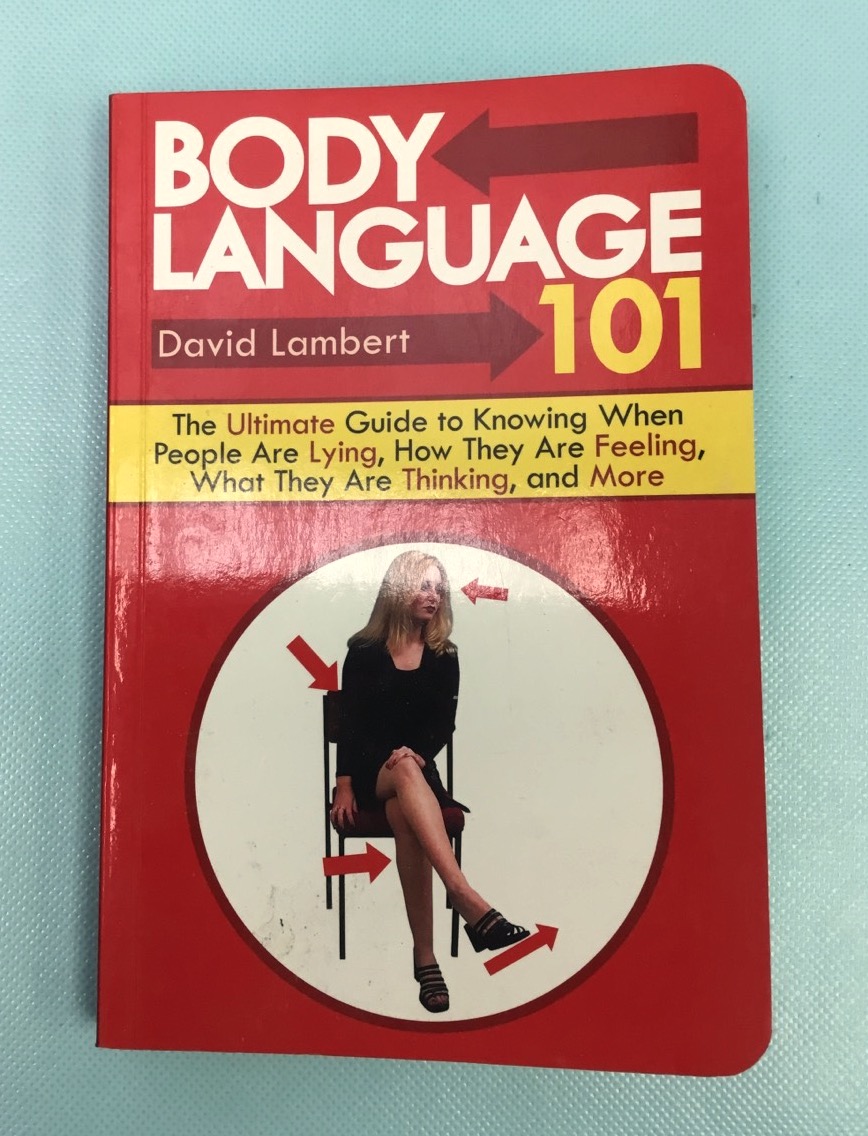 BODY
LANGUAGE
David Lambert
101
The Ultimate Guide to Knowing When
People Are Lying, How They Are Feeling,
What They Are Thinking, and More